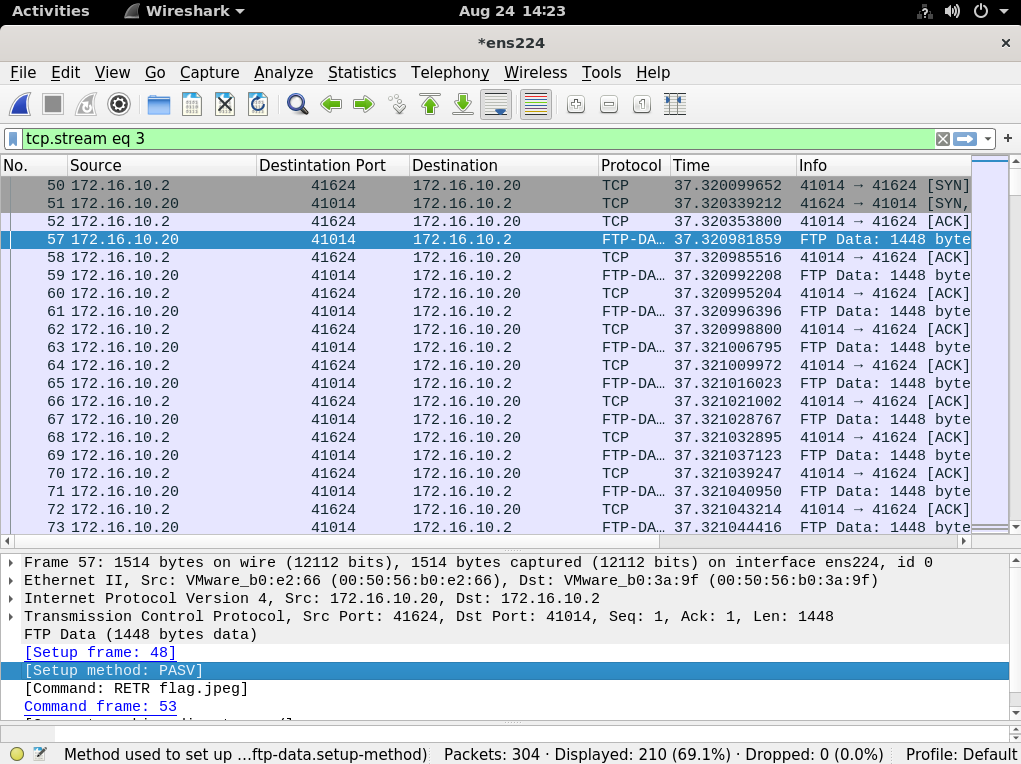 Activities Wireshark Aug 24 14:23
*ens224
File Edit View Go Capture Analyze Statistics Telephony Wireless Tools Help
tcp.stream eq 3
No. Source Destintation Port Destination Protocol Time Info
50 172.16.10.2 41624 172.16.10.20 TCP 37.320099652 41014 → 41624 [SYN]
51 172.16.10.20 41014 172.16.10.2 TCP 37.320339212 41624 → 41014 [SYN,
52 172.16.10.2 41624 172.16.10.20 TCP 37.320353800 41014 → 41624 [ACK]
57 172.16.10.20 41014 172.16.10.2 FTP-DA… 37.320981859 FTP Data: 1448 byte
58 172.16.10.2 41624 172.16.10.20 TCP 37.320985516 41014 → 41624 [ACK]
59 172.16.10.20 41014 172.16.10.2 FTP-DA… 37.320992208 FTP Data: 1448 byte
60 172.16.10.2 41624 172.16.10.20 TCP 37.320995204 41014 → 41624 [ACK]
61 172.16.10.20 41014 172.16.10.2 FTP-DA… 37.320996396 FTP Data: 1448 byte
62 172.16.10.2 41624 172.16.10.20 TCP 37.320998800 41014 → 41624 [ACK]
63 172.16.10.20 41014 172.16.10.2 FTP-DA… 37.321006795 FTP Data: 1448 byte
64 172.16.10.2 41624 172.16.10.20 TCP 37.321009972 41014 → 41624 [ACK]
65 172.16.10.20 41014 172.16.10.2 FTP-DA… 37.321016023 FTP Data: 1448 byte
66 172.16.10.2 41624 172.16.10.20 TCP 37.321021002 41014 → 41624 [ACK]
67 172.16.10.20 41014 172.16.10.2 FTP-DA… 37.321028767 FTP Data: 1448 byte
68 172.16.10.2 41624 172.16.10.20 TCP 37.321032895 41014 → 41624 [ACK]
69 172.16.10.20 41014 172.16.10.2 FTP-DA… 37.321037123 FTP Data: 1448 byte
70 172.16.10.2 41624 172.16.10.20 TCP 37.321039247 41014 → 41624 [ACK]
71 172.16.10.20 41014 172.16.10.2 FTP-DA… 37.321040950 FTP Data: 1448 byte
72 172.16.10.2 41624 172.16.10.20 TCP 37.321043214 41014 → 41624 [ACK]
73 172.16.10.20 41014 172.16.10.2 FTP-DA… 37.321044416 FTP Data: 1448 byte
Frame 57: 1514 bytes on wire (12112 bits), 1514 bytes captured (12112 bits) on interface ens224, id 0
Ethernet II, Src: VMware_b0:e2:66 (00:50:56:b0:e2:66), Dst: VMware_b0:3a:9f (00:50:56:b0:3a:9f)
Internet Protocol Version 4, Src: 172.16.10.20, Dst: 172.16.10.2
Transmission Control Protocol, Src Port: 41624, Dst Port: 41014, Seq: 1, Ack: 1, Len: 1448
FTP Data (1448 bytes data)
[Setup frame: 48]
[Setup method: PASV]
[Command: RETR flag.jpeg]
Command frame: 53
Method used to set up …ftp-data.setup-method) Packets: 304 · Displayed: 210 (69.1%) · Dropped: 0 (0.0%) Profile: Default